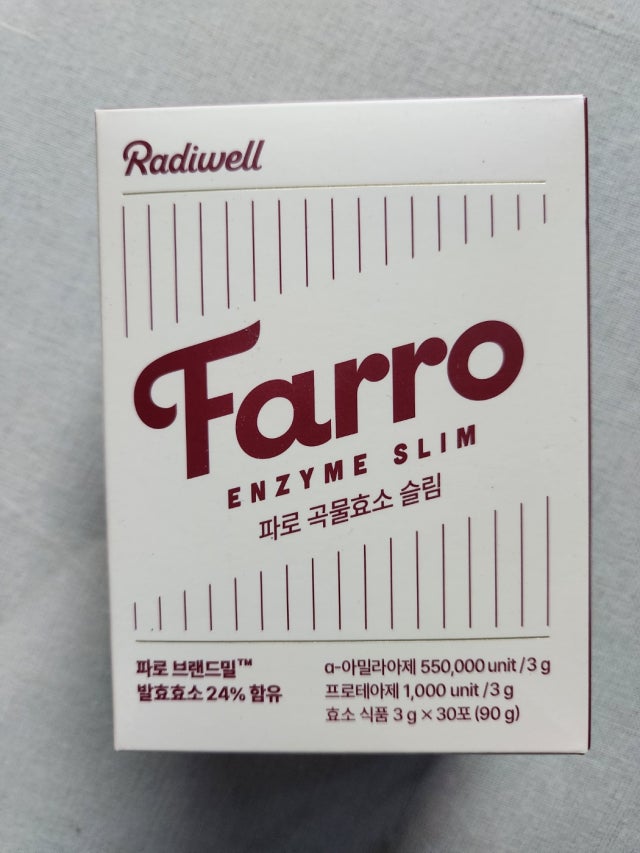 Radiwell
Farro
ENZYME SLIM
파로 곡물효소 슬림
파로 브랜드밀™
발효효소 24% 함유
α-아밀라아제 550,000 unit /3 g
프로테아제 1,000 unit /3 g
효소 식품 3 g × 30포 (90 g)